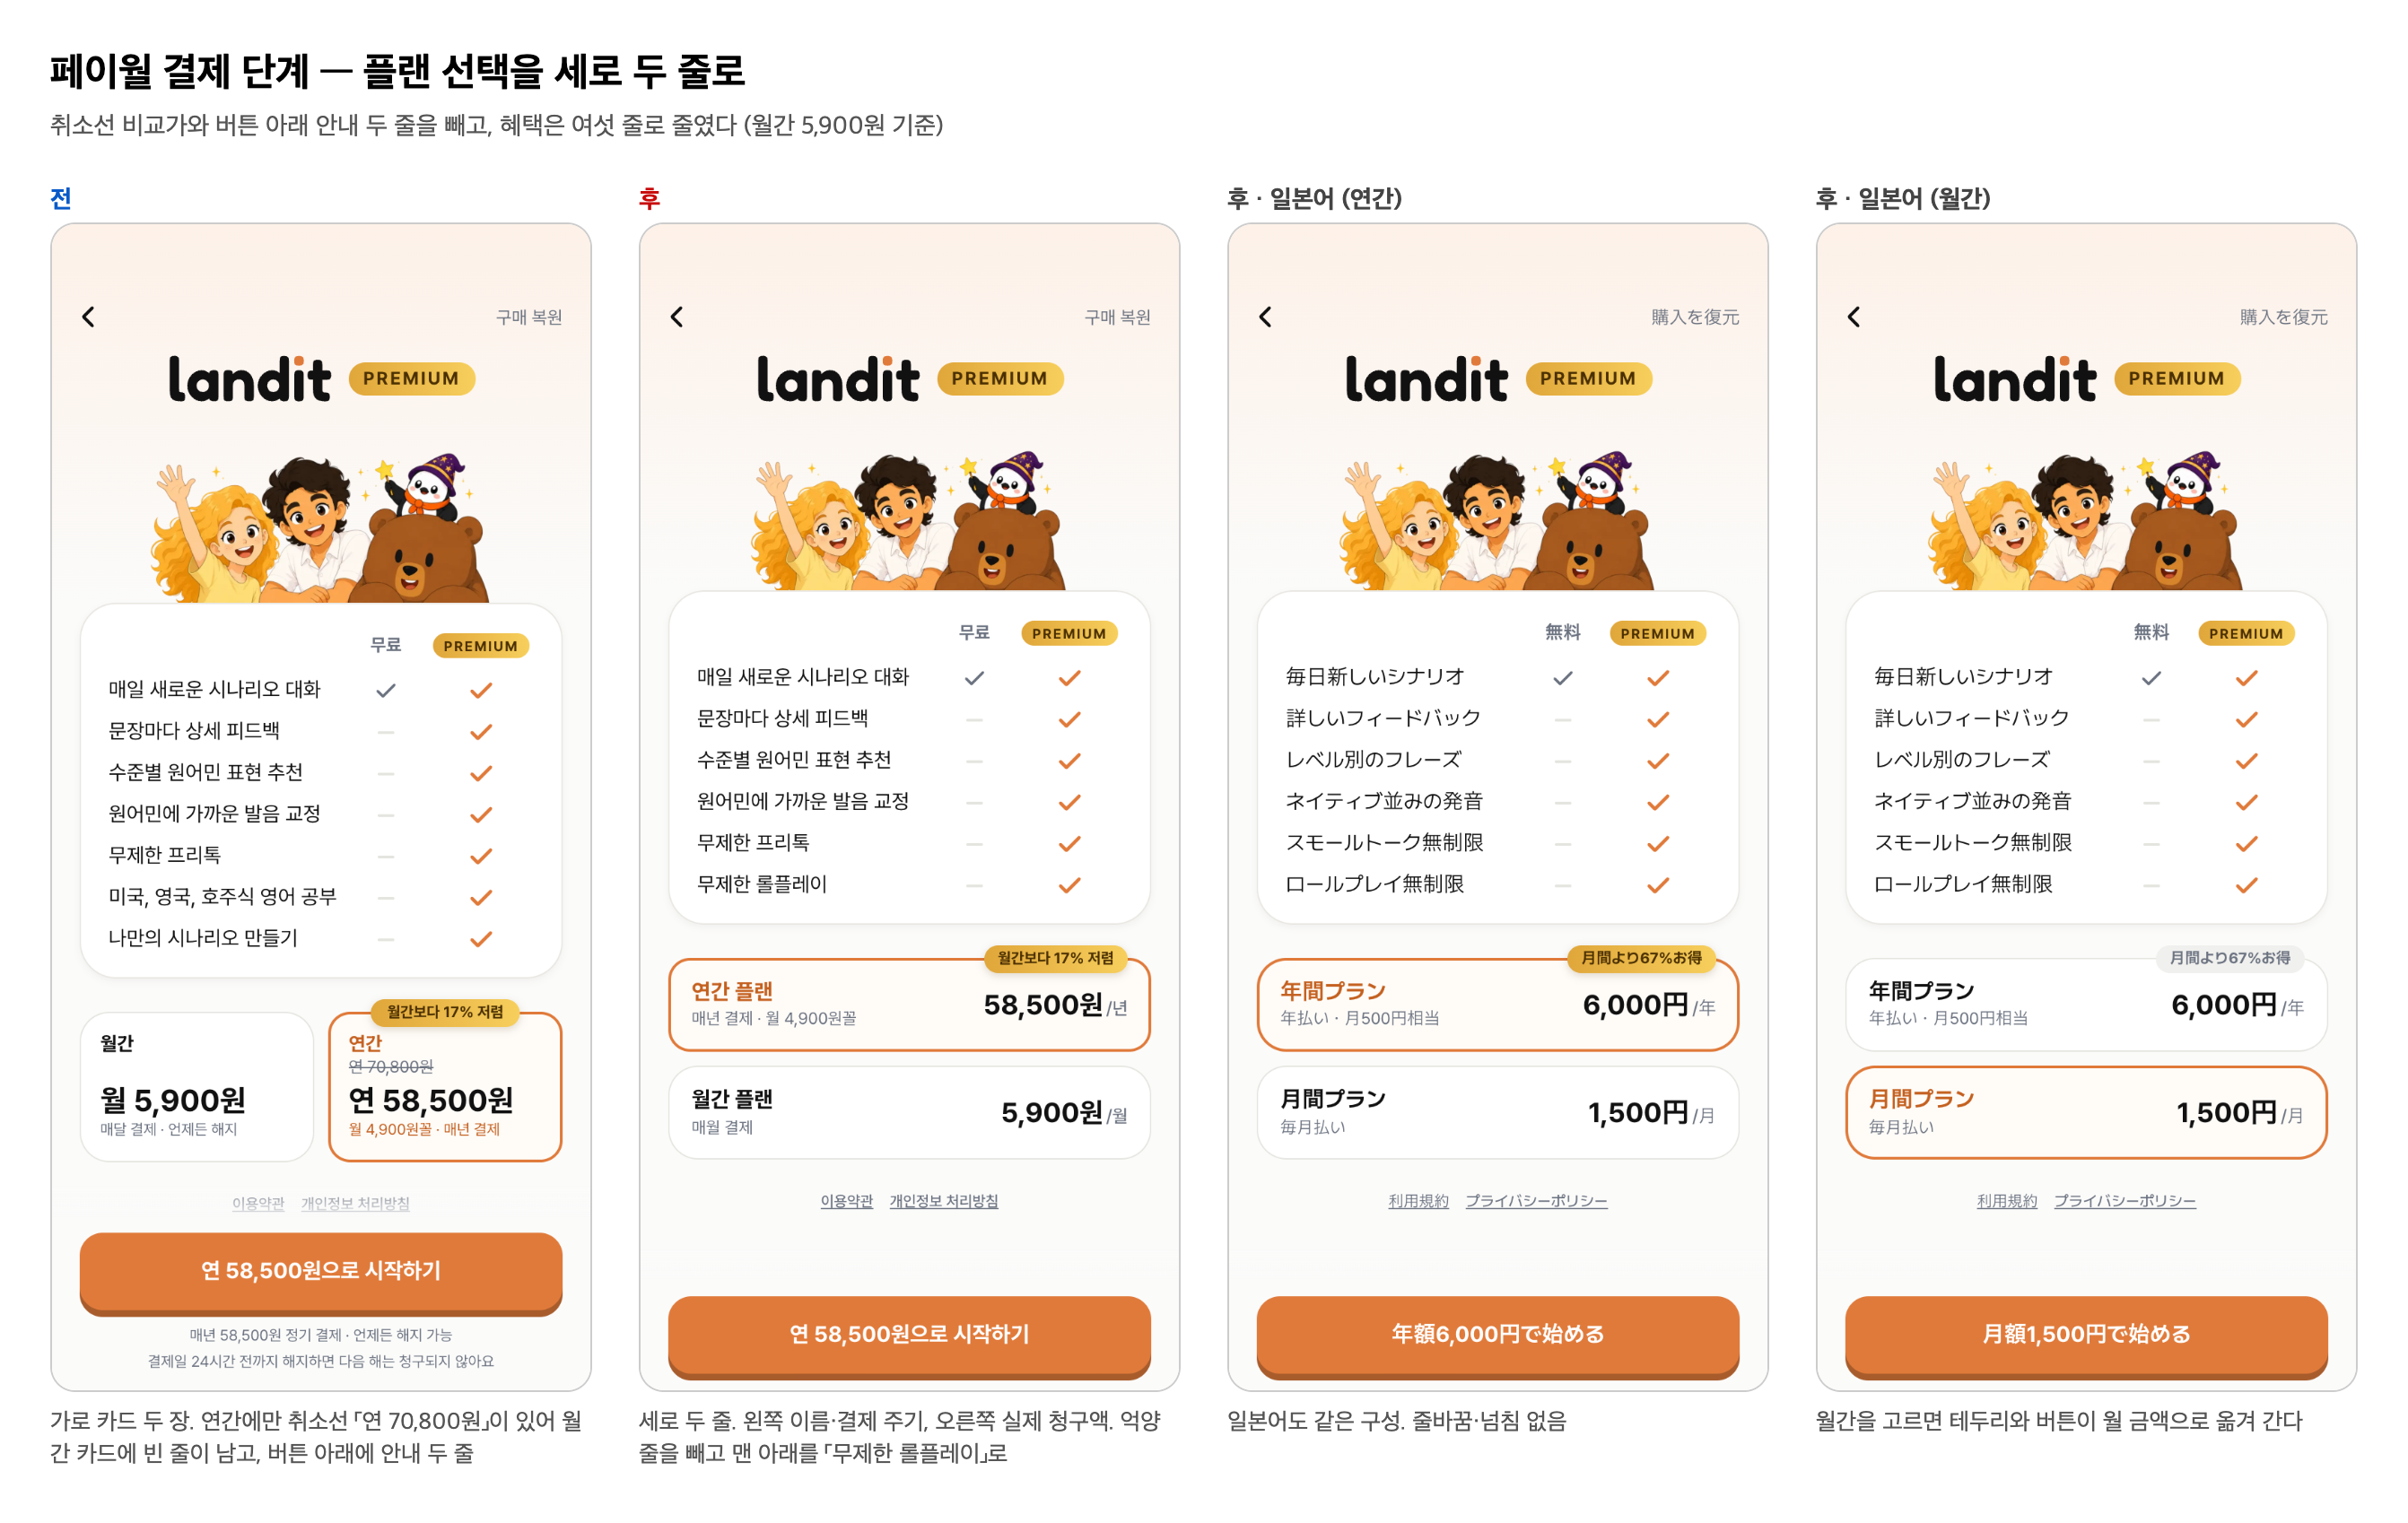 페이월 결제 단계 — 플랜 선택을 세로 두 줄로
취소선 비교가와 버튼 아래 안내 두 줄을 빼고, 혜택은 여섯 줄로 줄였다 (월간 5,900원 기준)
전
구매 복원
landit PREMIUM
무료 PREMIUM
매일 새로운 시나리오 대화
문장마다 상세 피드백
수준별 원어민 표현 추천
원어민에 가까운 발음 교정
무제한 프리톡
미국, 영국, 호주식 영어 공부
나만의 시나리오 만들기
월간
월 5,900원
매달 결제 · 언제든 해지
월간보다 17% 저렴
연간
연 70,800원
연 58,500원
월 4,900원꼴 · 매년 결제
이용약관 개인정보 처리방침
연 58,500원으로 시작하기
매년 58,500원 정기 결제 · 언제든 해지 가능
결제일 24시간 전까지 해지하면 다음 해는 청구되지 않아요
가로 카드 두 장. 연간에만 취소선 「연 70,800원」이 있어 월
간 카드에 빈 줄이 남고, 버튼 아래에 안내 두 줄
후
구매 복원
landit PREMIUM
무료 PREMIUM
매일 새로운 시나리오 대화
문장마다 상세 피드백
수준별 원어민 표현 추천
원어민에 가까운 발음 교정
무제한 프리톡
무제한 롤플레이
월간보다 17% 저렴
연간 플랜
매년 결제 · 월 4,900원꼴
58,500원/년
월간 플랜
매월 결제
5,900원/월
이용약관 개인정보 처리방침
연 58,500원으로 시작하기
세로 두 줄. 왼쪽 이름·결제 주기, 오른쪽 실제 청구액. 억양
줄을 빼고 맨 아래를 「무제한 롤플레이」로
후 · 일본어 (연간)
購入を復元
landit PREMIUM
無料 PREMIUM
毎日新しいシナリオ
詳しいフィードバック
レベル別のフレーズ
ネイティブ並みの発音
スモールトーク無制限
ロールプレイ無制限
月間より67%お得
年間プラン
年払い · 月500円相当
6,000円/年
月間プラン
毎月払い
1,500円/月
利用規約 プライバシーポリシー
年額6,000円で始める
일본어도 같은 구성. 줄바꿈·넘침 없음
후 · 일본어 (월간)
購入を復元
landit PREMIUM
無料 PREMIUM
毎日新しいシナリオ
詳しいフィードバック
レベル別のフレーズ
ネイティブ並みの発音
スモールトーク無制限
ロールプレイ無制限
月間より67%お得
年間プラン
年払い · 月500円相当
6,000円/年
月間プラン
毎月払い
1,500円/月
利用規約 プライバシーポリシー
月額1,500円で始める
월간을 고르면 테두리와 버튼이 월 금액으로 옮겨 간다